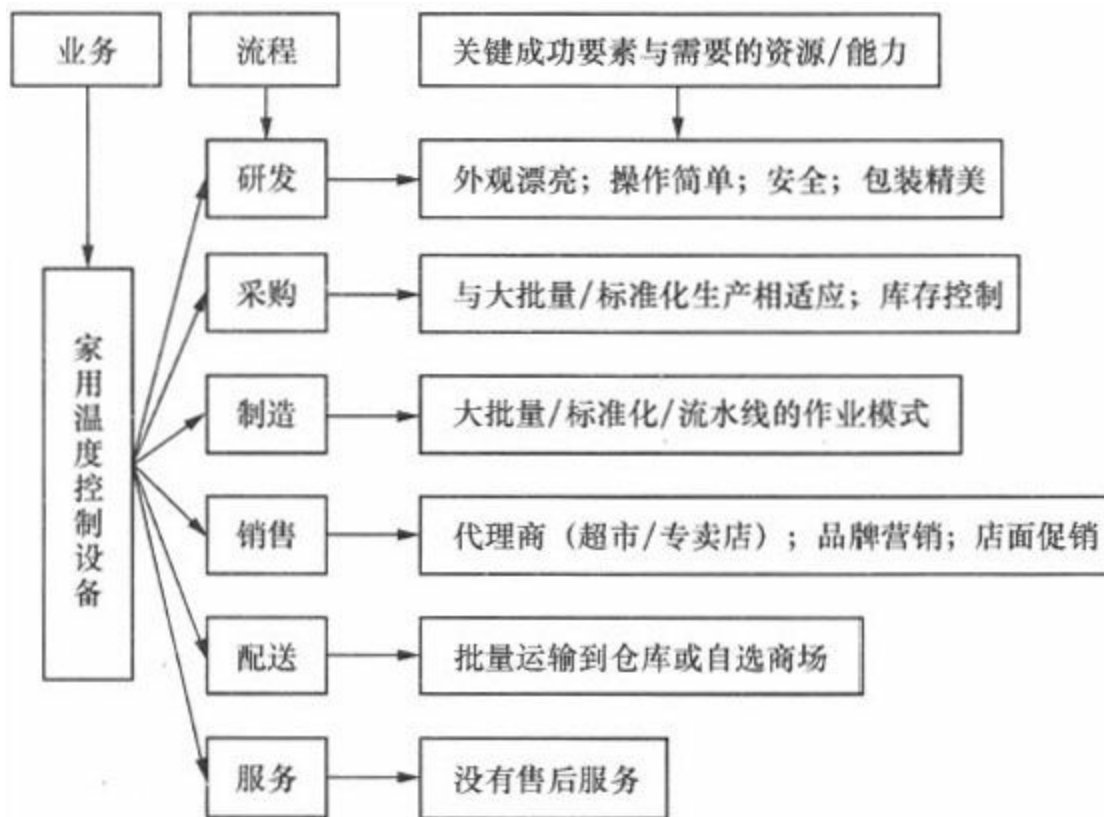 业务 流程 关键成功要素与需要的资源/能力
研发 外观漂亮；操作简单；安全；包装精美
采购 与大批量/标准化生产相适应；库存控制
家用温度控制设备
制造 大批量/标准化/流水线的作业模式
销售 代理商（超市/专卖店）；品牌营销；店面促销
配送 批量运输到仓库或自选商场
服务 没有售后服务